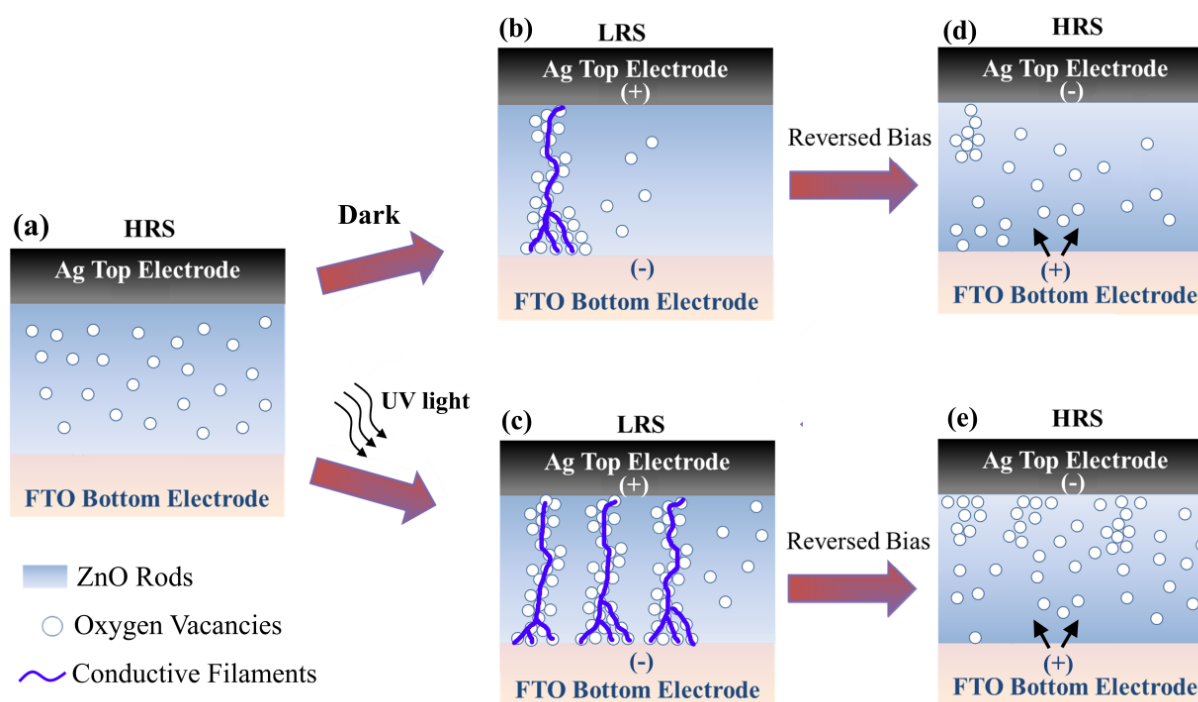 (a)
HRS
Ag Top Electrode
FTO Bottom Electrode
ZnO Rods
Oxygen Vacancies
Conductive Filaments
Dark
UV light
(b)
LRS
Ag Top Electrode
(+)
(-)
FTO Bottom Electrode
Reversed Bias
(d)
HRS
Ag Top Electrode
(-)
(+)
FTO Bottom Electrode
(c)
LRS
Ag Top Electrode
(+)
(-)
FTO Bottom Electrode
Reversed Bias
(e)
HRS
Ag Top Electrode
(-)
(+)
FTO Bottom Electrode